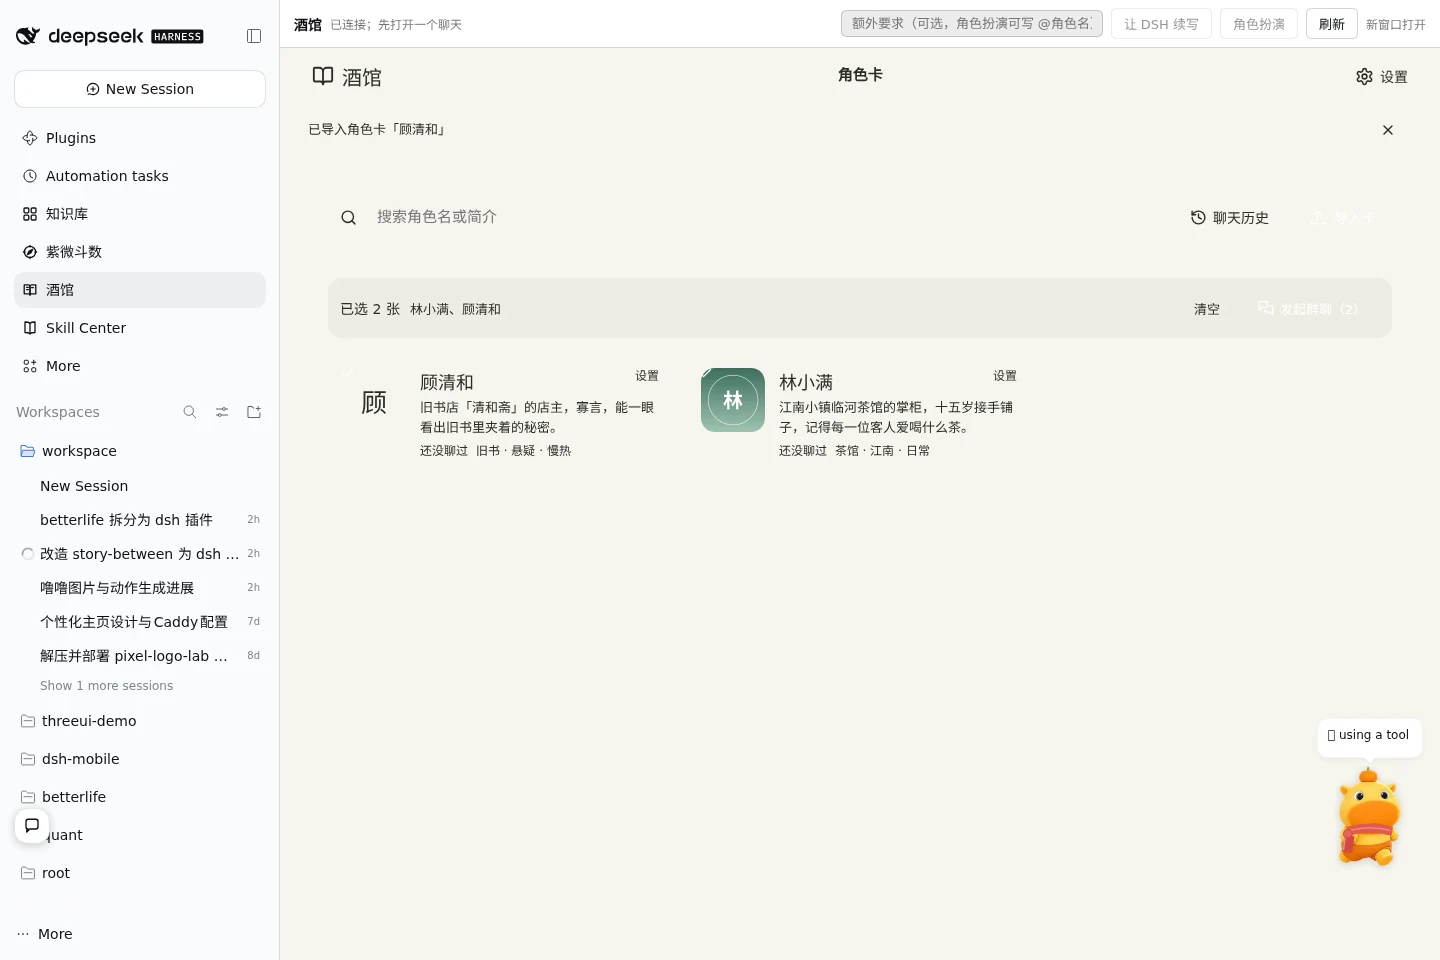 deepseek HARNESS
New Session
Plugins
Automation tasks
知识库
紫微斗数
酒馆
Skill Center
More
Workspaces
workspace
New Session
betterlife 拆分为 dsh 插件 2h
改造 story-between 为 dsh ... 2h
噜噜图片与动作生成进展 2h
个性化主页设计与Caddy配置 7d
解压并部署 pixel-logo-lab ... 8d
Show 1 more sessions
threeui-demo
dsh-mobile
betterlife
quant
root
More
酒馆 已连接；先打开一个聊天
额外要求（可选，角色扮演可写 @角色名
让 DSH 续写
角色扮演
刷新
新窗口打开
酒馆
角色卡
设置
已导入角色卡「顾清和」
搜索角色名或简介
聊天历史
导入卡
已选 2 张 林小满、顾清和
清空
发起群聊（2）
顾
顾清和
设置
旧书店「清和斋」的店主，寡言，能一眼
看出旧书里夹着的秘密。
还没聊过 旧书 · 悬疑 · 慢热
林
林小满
设置
江南小镇临河茶馆的掌柜，十五岁接手铺
子，记得每一位客人爱喝什么茶。
还没聊过 茶馆 · 江南 · 日常
using a tool